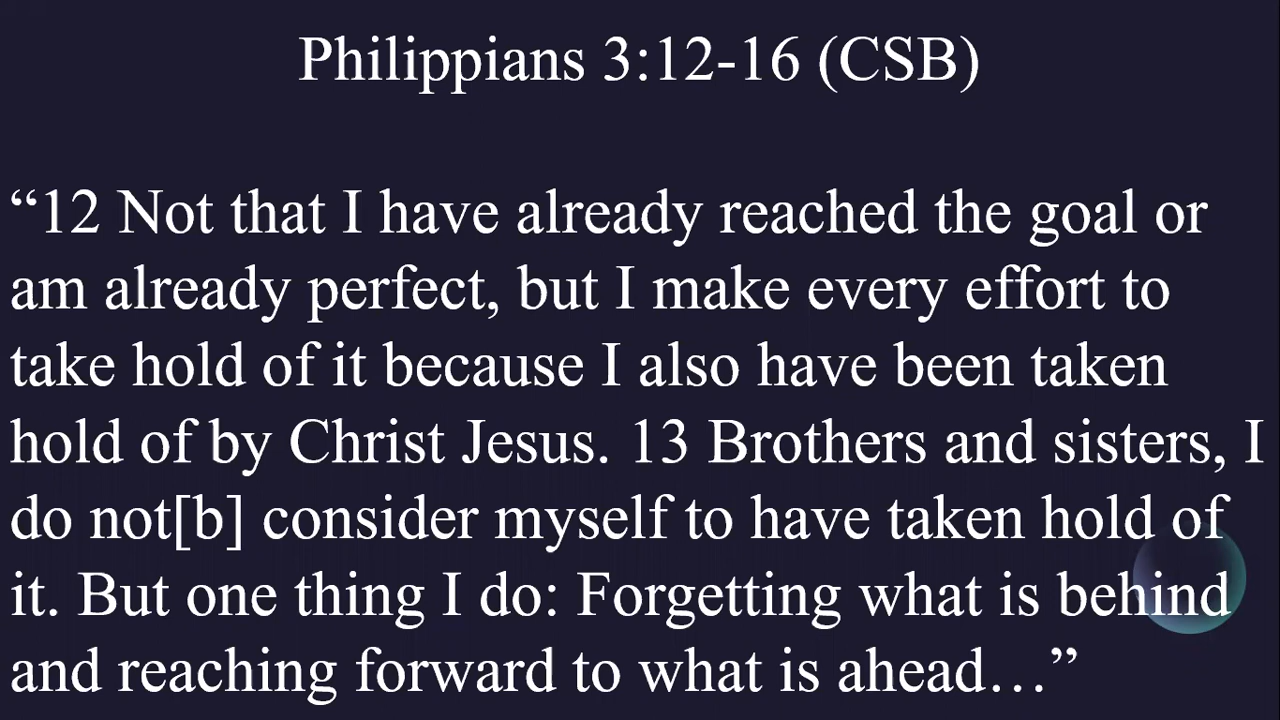 Philippians 3:12-16 (CSB)
“12 Not that I have already reached the goal or
am already perfect, but I make every effort to
take hold of it because I also have been taken
hold of by Christ Jesus. 13 Brothers and sisters, I
do not[b] consider myself to have taken hold of
it. But one thing I do: Forgetting what is behind
and reaching forward to what is ahead…”